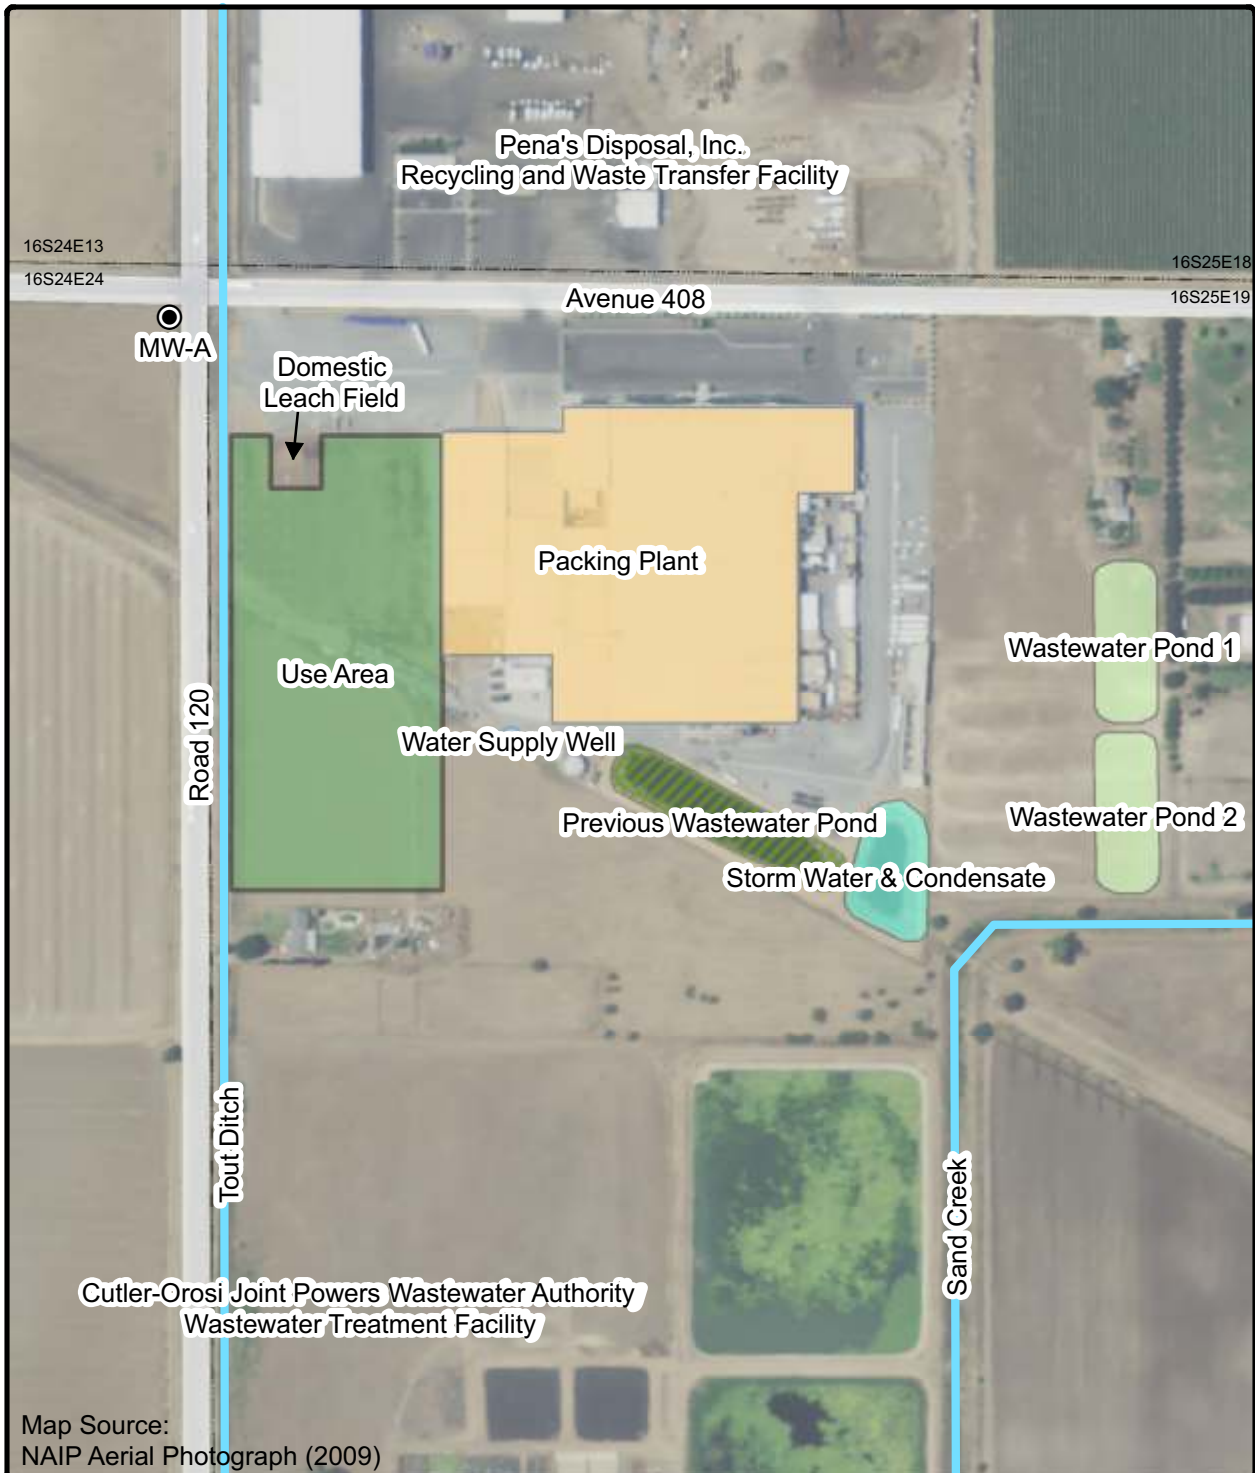 Pena's Disposal, Inc.
Recycling and Waste Transfer Facility
16S24E13
16S25E18
16S24E24
16S25E19
Avenue 408
MW-A
Domestic
Leach Field
Packing Plant
Wastewater Pond 1
Use Area
Road 120
Water Supply Well
Previous Wastewater Pond
Wastewater Pond 2
Storm Water & Condensate
Tout Ditch
Sand Creek
Cutler-Orosi Joint Powers Wastewater Authority
Wastewater Treatment Facility
Map Source:
NAIP Aerial Photograph (2009)